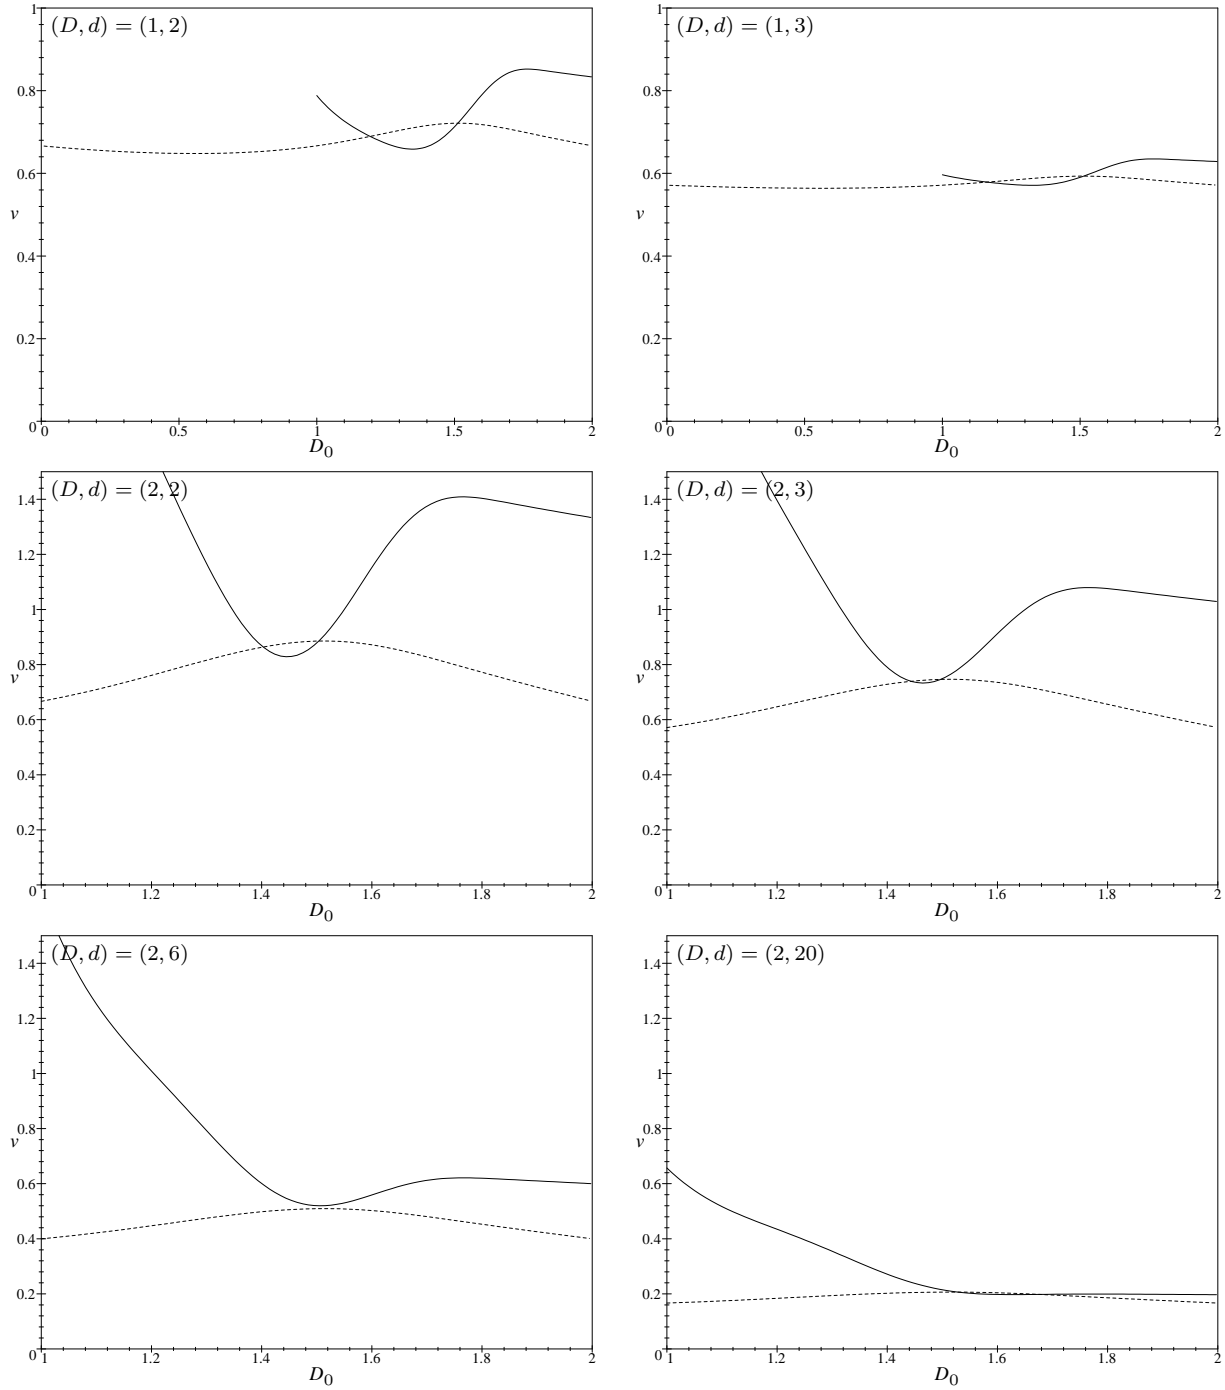 (D, d) = (1, 2)
1
0.8
0.6
v
0.4
0.2
0
0 0.5 1 1.5 2
D0
(D, d) = (1, 3)
1
0.8
0.6
v
0.4
0.2
0
0 0.5 1 1.5 2
D0
(D, d) = (2, 2)
1.4
1.2
1
0.8
v
0.6
0.4
0.2
0
1 1.2 1.4 1.6 1.8 2
D0
(D, d) = (2, 3)
1.4
1.2
1
0.8
v
0.6
0.4
0.2
0
1 1.2 1.4 1.6 1.8 2
D0
(D, d) = (2, 6)
1.4
1.2
1
0.8
v
0.6
0.4
0.2
0
1 1.2 1.4 1.6 1.8 2
D0
(D, d) = (2, 20)
1.4
1.2
1
0.8
v
0.6
0.4
0.2
0
1 1.2 1.4 1.6 1.8 2
D0